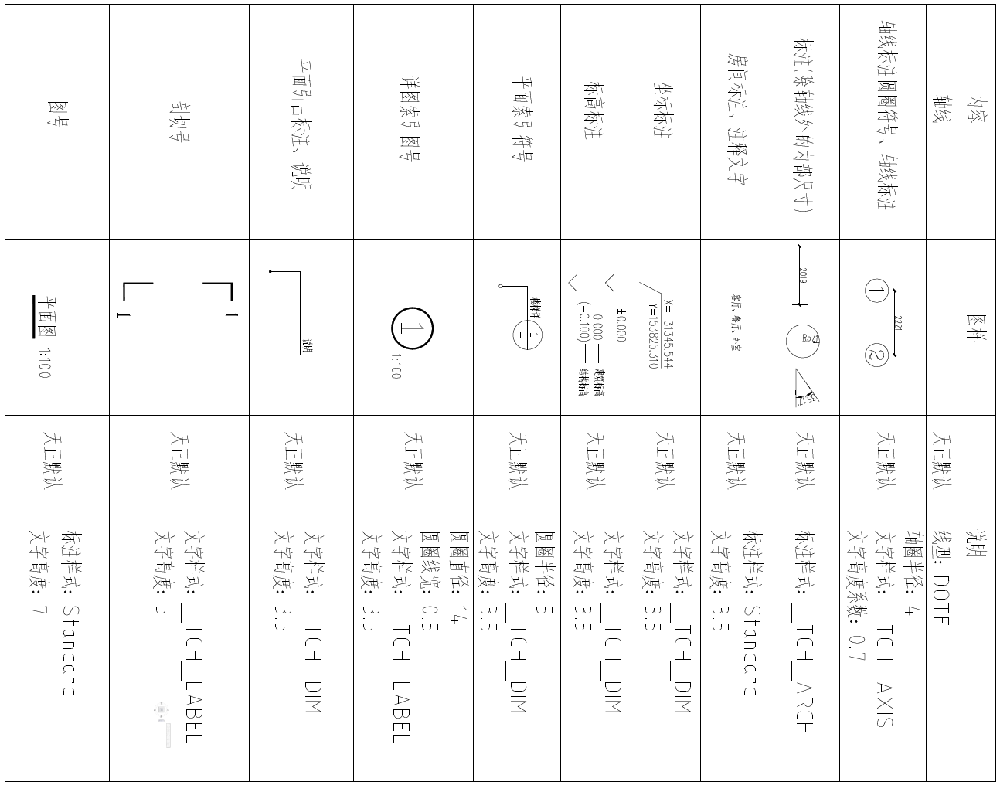 内容
图样
说明
轴线
天正默认
线型: DOTE
轴线标注圆圈符号、轴线标注
1
2221
2
天正默认
轴圈半径: 4
文字样式: _TCH_AXIS
文字高度系数: 0.7
标注(除轴线外的内部尺寸)
2019
R571
天正默认
标注样式: _TCH_ARCH
房间标注、注释文字
客厅、餐厅、卧室
天正默认
标注样式: Standard
文字高度: 3.5
坐标标注
X=-31345.544
Y=153825.310
天正默认
文字样式: _TCH_DIM
文字高度: 3.5
标高标注
±0.000
0.000 — 建筑标高
(-0.100) — 结构标高
天正默认
文字样式: _TCH_DIM
文字高度: 3.5
平面索引符号
楼梯详
1
–
天正默认
圆圈半径: 5
文字样式: _TCH_DIM
文字高度: 3.5
详图索引图号
1
1:100
天正默认
圆圈直径: 14
圆圈线宽: 0.5
文字样式: _TCH_LABEL
文字高度: 3.5
平面引出标注、说明
说明
天正默认
文字样式: _TCH_DIM
文字高度: 3.5
剖切号
1
1
天正默认
文字样式: _TCH_LABEL
文字高度: 5
图号
平面图 1:100
天正默认
标注样式: Standard
文字高度: 7